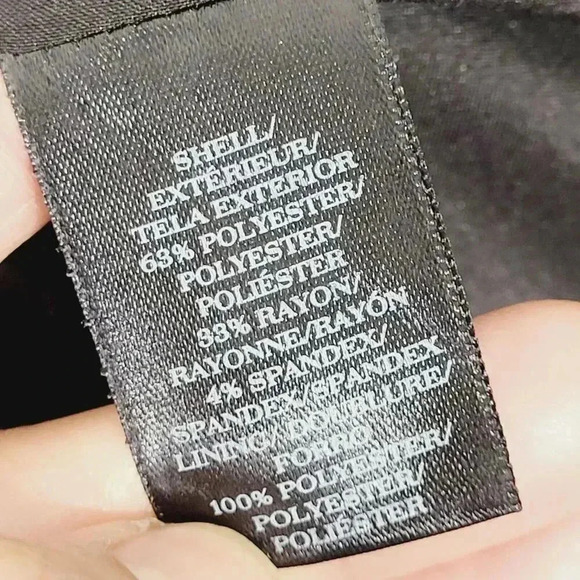 SHELL/
EXTÉRIEUR/
TELA EXTERIOR
63% POLYESTER/
POLYESTER/
POLIÉSTER
33% RAYON/
RAYONNE/RAYÓN
4% SPANDEX/
SPANDEX/SPANDEX
LINING/DOUBLURE/
FORRO
100% POLYESTER/
POLYESTER/
POLIÉSTER